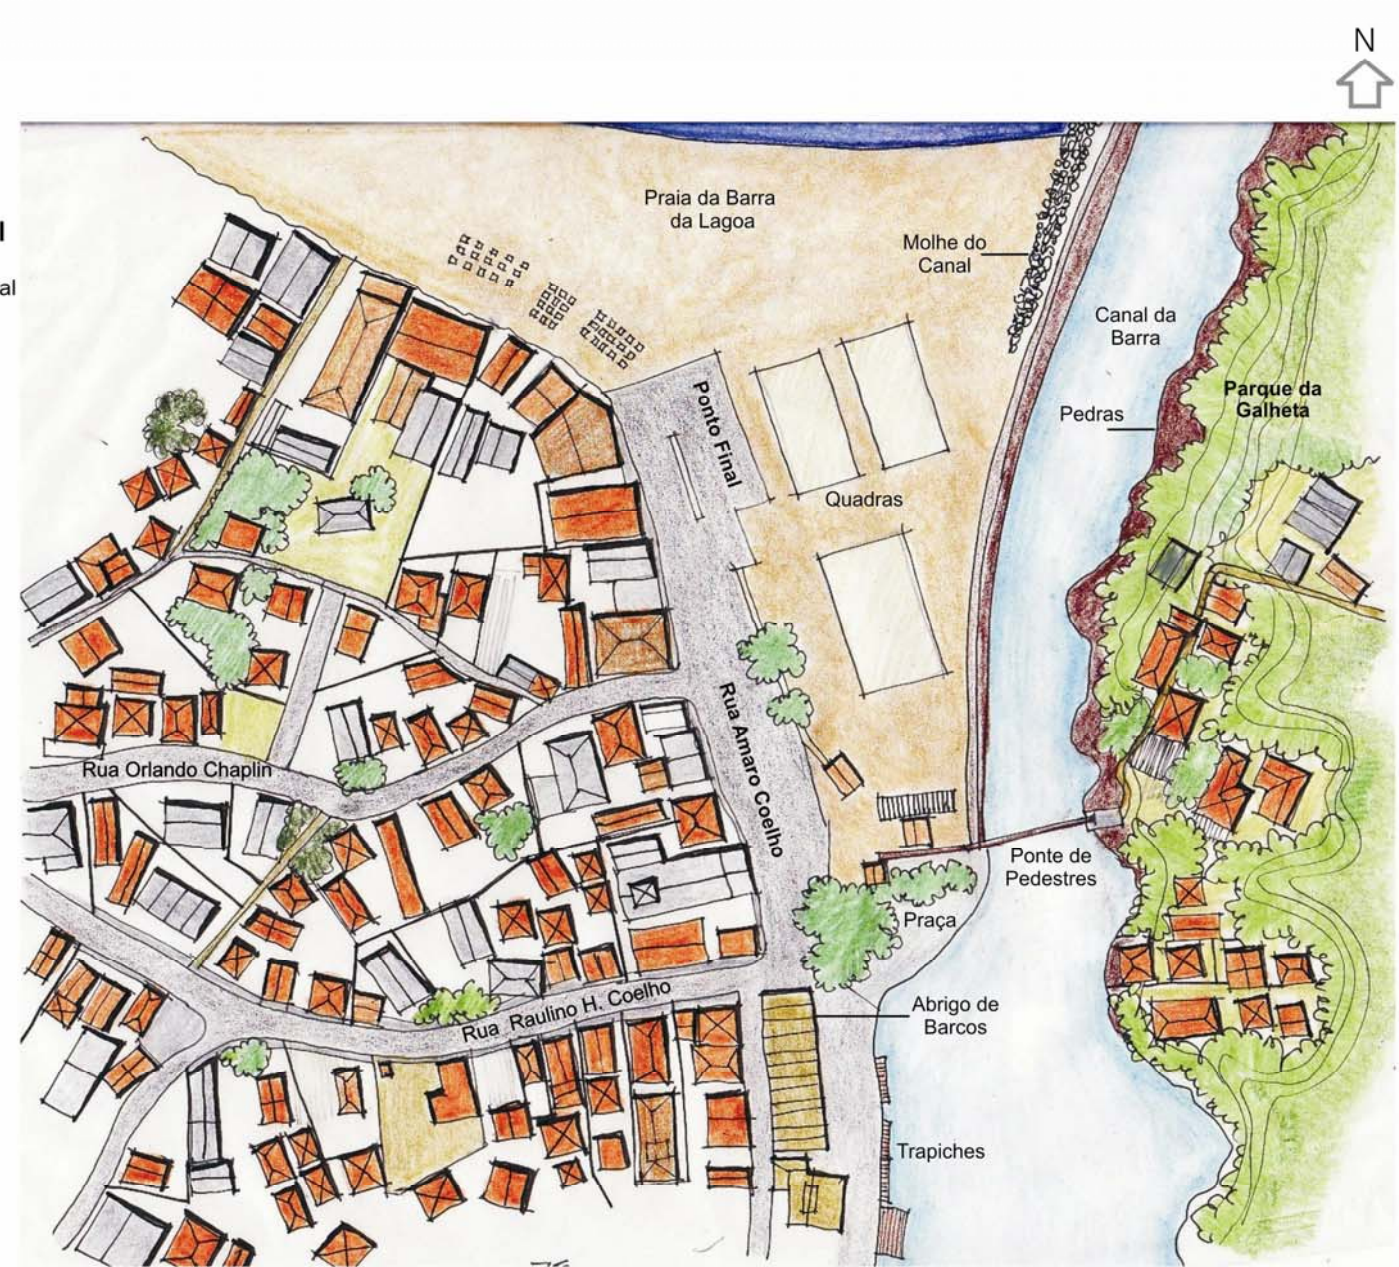 N
al
Praia da Barra
da Lagoa
Molhe do
Canal
Canal da
Barra
Parque da
Galheta
Pedras
Ponto Final
Quadras
Rua Amaro Coelho
Rua Orlando Chaplin
Ponte de
Pedestres
Praça
Rua Raulino H. Coelho
Abrigo de
Barcos
Trapiches